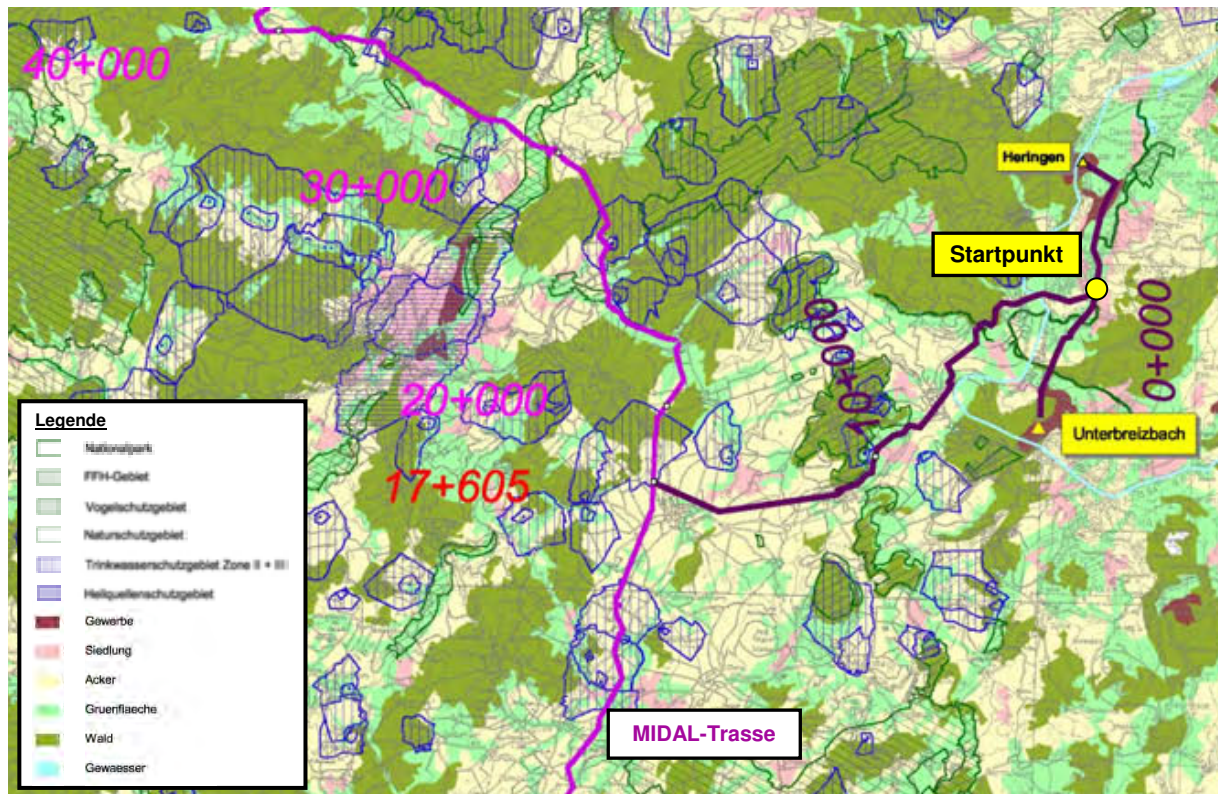 40+000
30+000
Heringen
Startpunkt
0+000
10+000
20+000
Unterbreizbach
17+605
MIDAL-Trasse
Legende
Nationalpark
FFH-Gebiet
Vogelschutzgebiet
Naturschutzgebiet
Trinkwasserschutzgebiet Zone II + III
Heilquellenschutzgebiet
Gewerbe
Siedlung
Acker
Gruenflaeche
Wald
Gewaesser